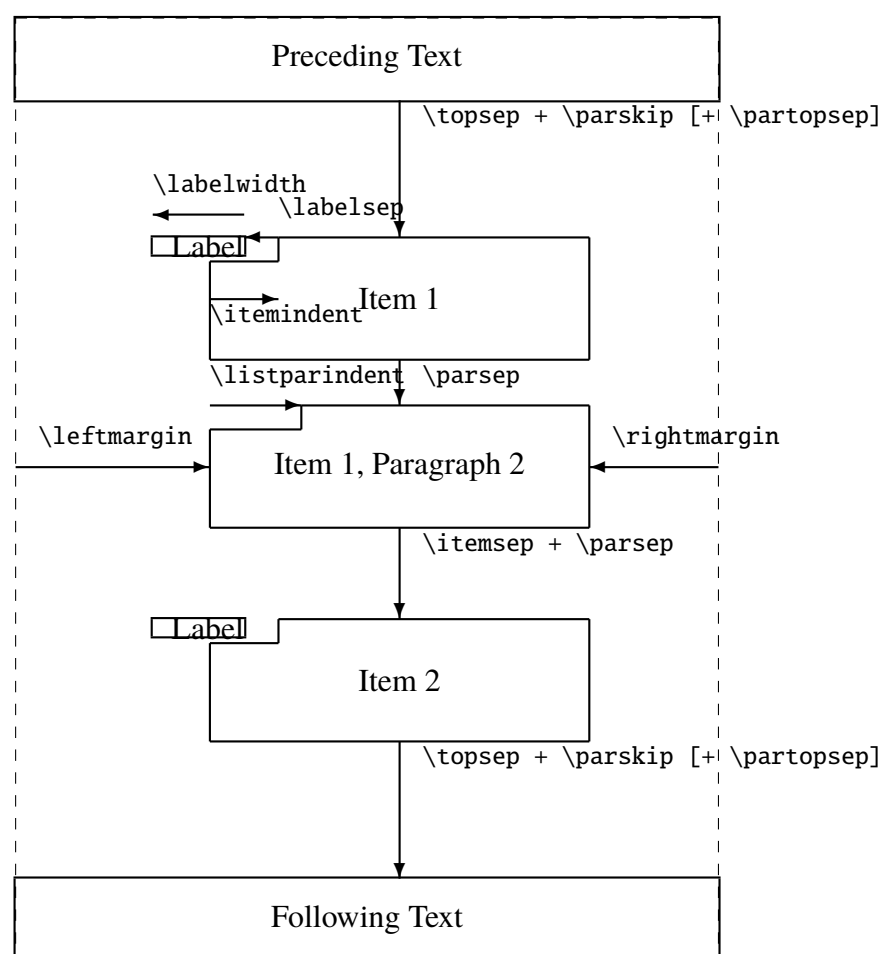 Preceding Text
\topsep + \parskip [+ \partopsep]
\labelwidth
\labelsep
Label
Item 1
\itemindent
\listparindent \parsep
\leftmargin
\rightmargin
Item 1, Paragraph 2
\itemsep + \parsep
Label
Item 2
\topsep + \parskip [+ \partopsep]
Following Text